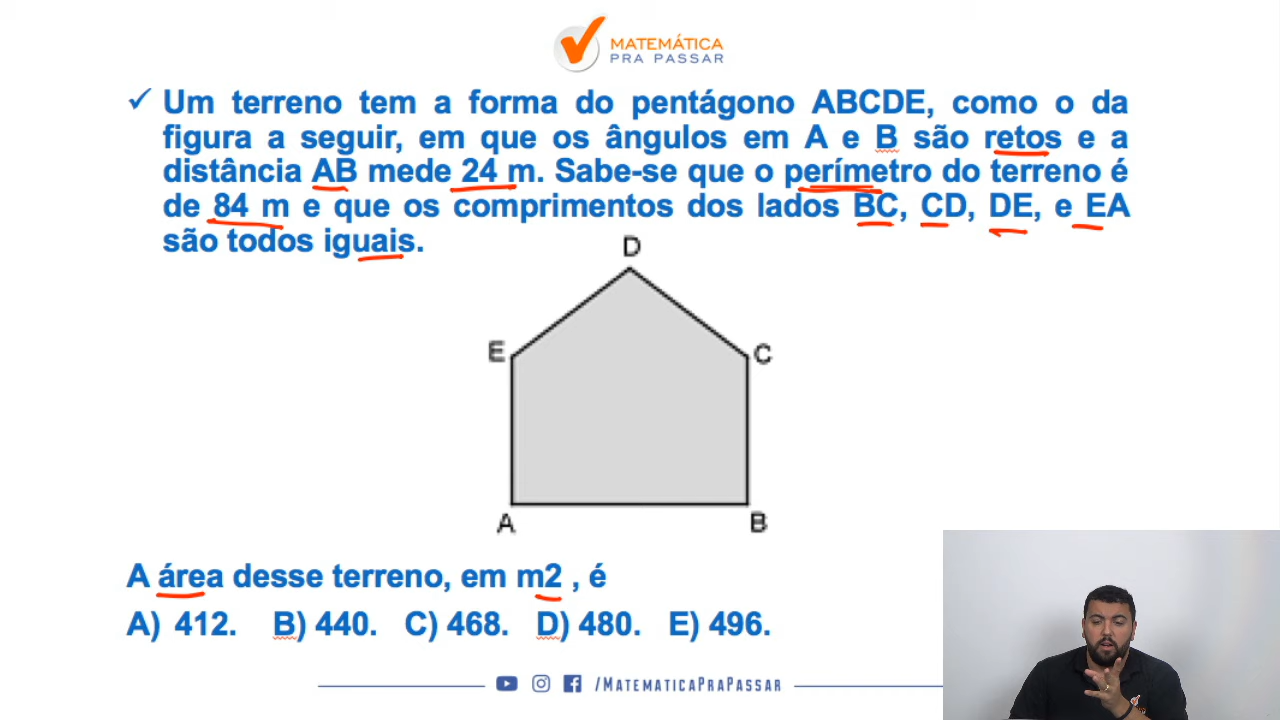 MATEMÁTICA
PRA PASSAR
Um terreno tem a forma do pentágono ABCDE, como o da
figura a seguir, em que os ângulos em A e B são retos e a
distância AB mede 24 m. Sabe-se que o perímetro do terreno é
de 84 m e que os comprimentos dos lados BC, CD, DE, e EA
são todos iguais.
D
E
C
A
B
A área desse terreno, em m2 , é
A) 412. B) 440. C) 468. D) 480. E) 496.
/MATEMATICAPRAPASSAR